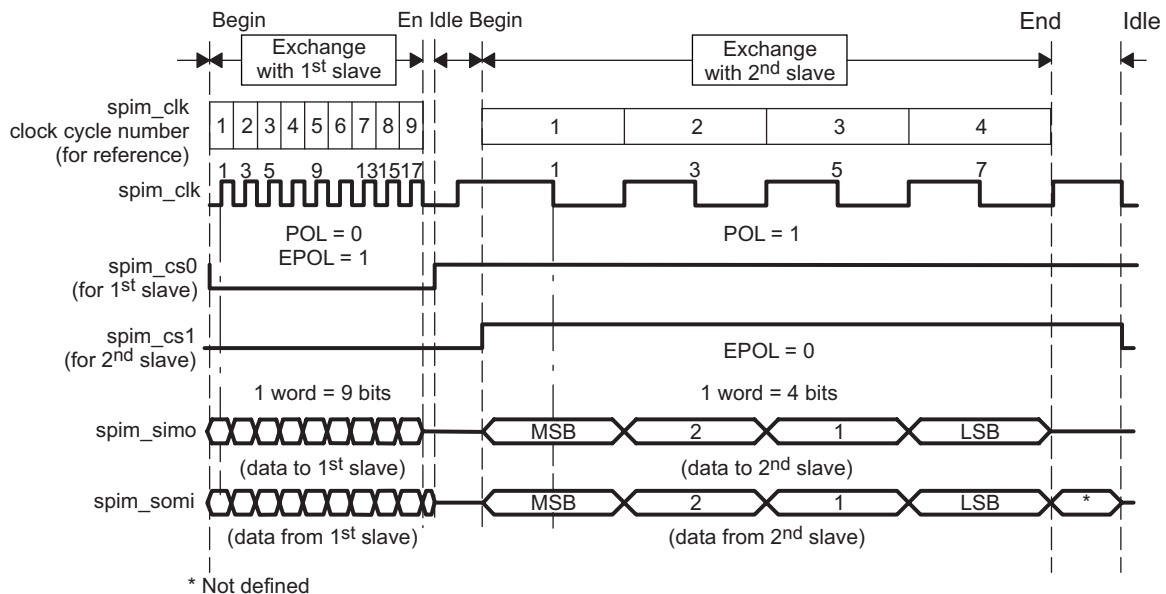 Begin En Idle Begin End Idle
Exchange
with 1st slave
Exchange
with 2nd slave
spim_clk
clock cycle number
(for reference)
1 2 3 4 5 6 7 8 9 1 2 3 4
1 3 5 9 13 15 17 1 3 5 7
spim_clk
POL = 0 POL = 1
EPOL = 1
spim_cs0
(for 1st slave)
spim_cs1
(for 2nd slave)
EPOL = 0
1 word = 9 bits 1 word = 4 bits
spim_simo MSB 2 1 LSB
(data to 1st slave) (data to 2nd slave)
spim_somi MSB 2 1 LSB *
(data from 1st slave) (data from 2nd slave)
* Not defined